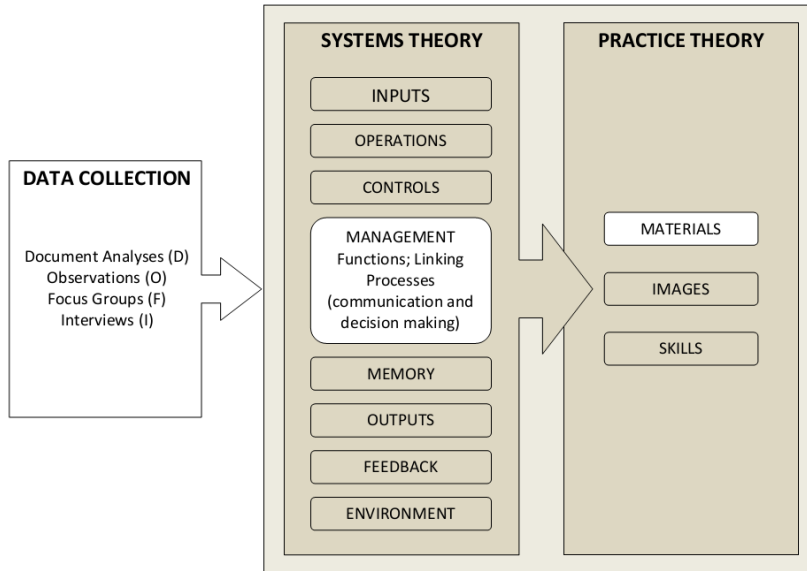 DATA COLLECTION
Document Analyses (D)
Observations (O)
Focus Groups (F)
Interviews (I)
SYSTEMS THEORY
INPUTS
OPERATIONS
CONTROLS
MANAGEMENT
Functions; Linking
Processes
(communication and
decision making)
MEMORY
OUTPUTS
FEEDBACK
ENVIRONMENT
PRACTICE THEORY
MATERIALS
IMAGES
SKILLS